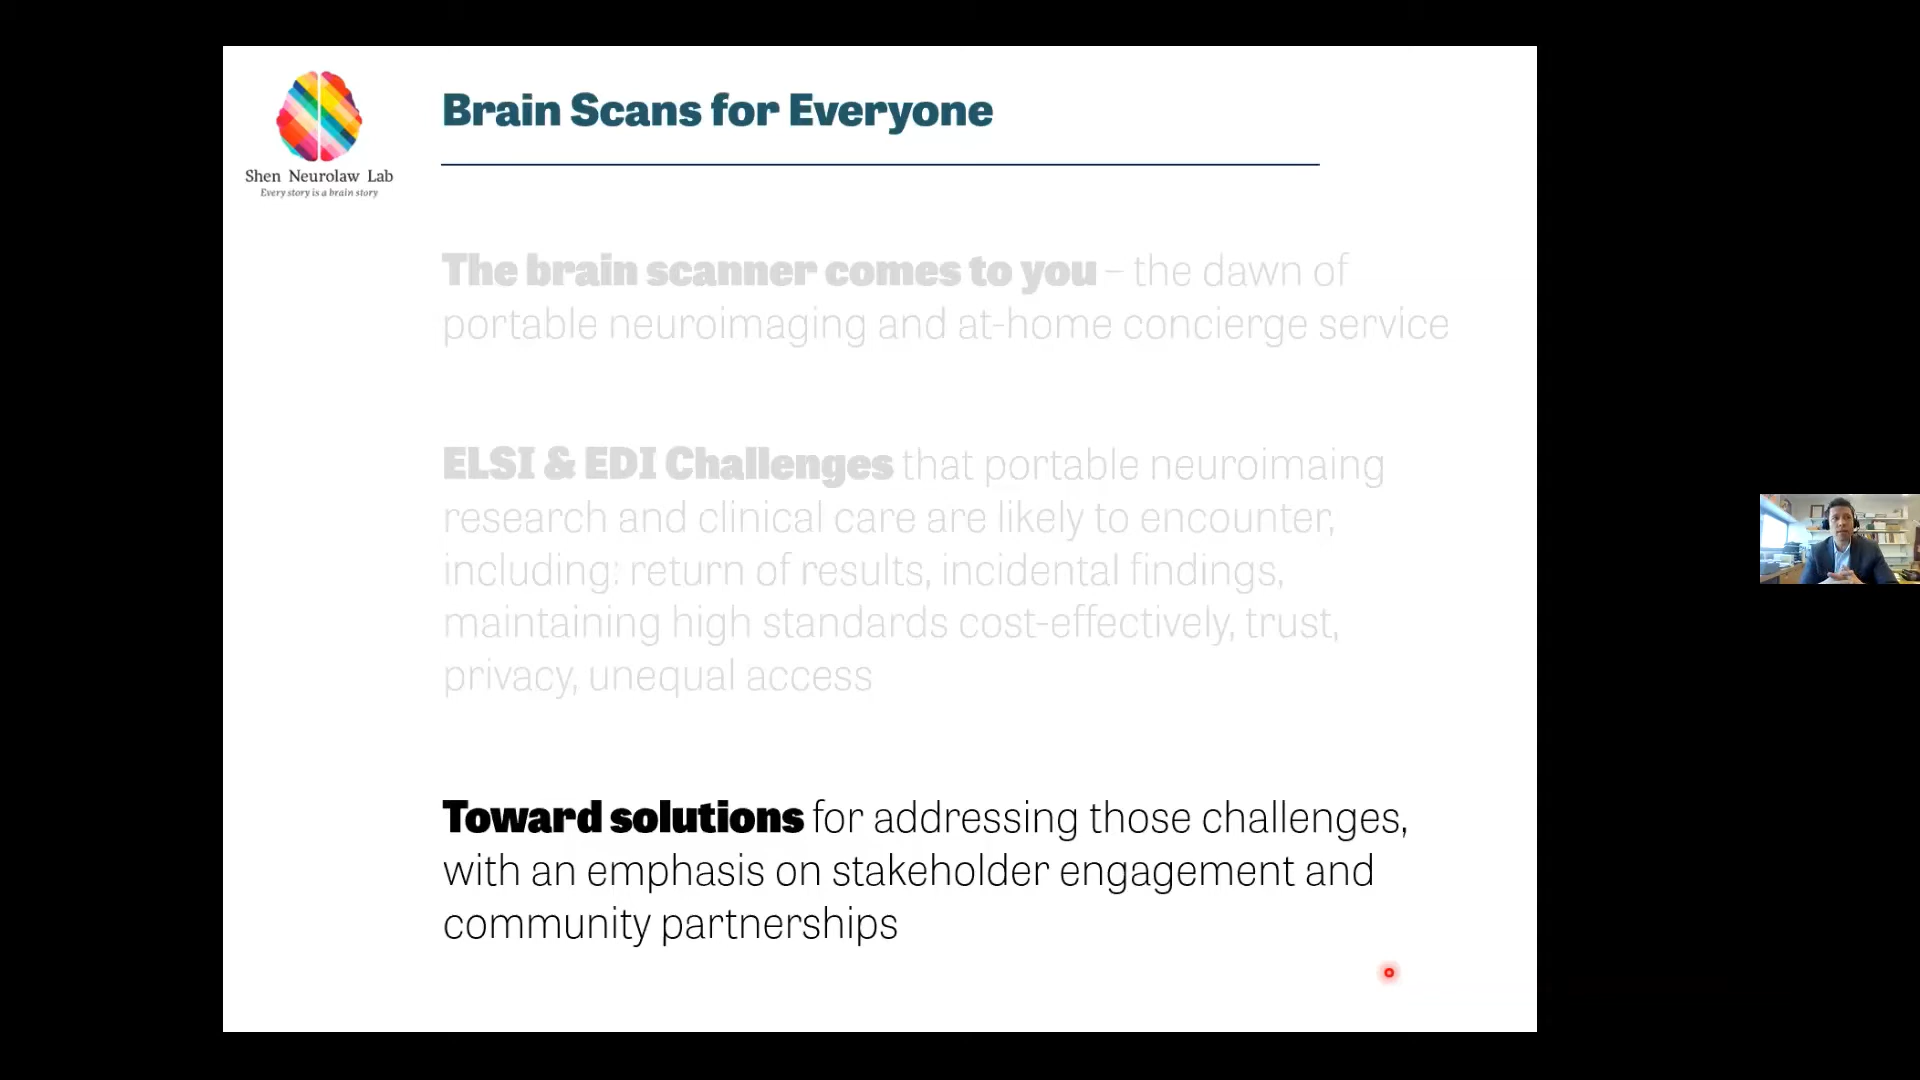 Shen Neurolaw Lab
Every story is a brain story
Brain Scans for Everyone
The brain scanner comes to you – the dawn of
portable neuroimaging and at-home concierge service
ELSI & EDI Challenges that portable neuroimaing
research and clinical care are likely to encounter,
including: return of results, incidental findings,
maintaining high standards cost-effectively, trust,
privacy, unequal access
Toward solutions for addressing those challenges,
with an emphasis on stakeholder engagement and
community partnerships